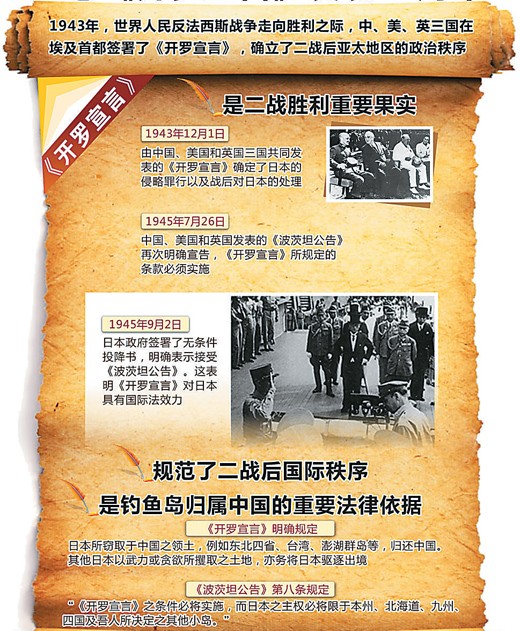 1943年，世界人民反法西斯战争走向胜利之际，中、美、英三国在
埃及首都签署了《开罗宣言》，确立了二战后亚太地区的政治秩序
《开罗宣言》
是二战胜利重要果实
1943年12月1日
由中国、美国和英国三国共同发
表的《开罗宣言》确定了日本的
侵略罪行以及战后对日本的处理
1945年7月26日
中国、美国和英国发表的《波茨坦公告》
再次明确宣告，《开罗宣言》所规定的
条款必须实施
1945年9月2日
日本政府签署了无条件
投降书，明确表示接受
《波茨坦公告》。这表
明《开罗宣言》对日本
具有国际法效力
规范了二战后国际秩序
是钓鱼岛归属中国的重要法律依据
《开罗宣言》明确规定
日本所窃取于中国之领土，例如东北四省、台湾、澎湖群岛等，归还中国。
其他日本以武力或贪欲所攫取之土地，亦务将日本驱逐出境
《波茨坦公告》第八条规定
“《开罗宣言》之条件必将实施，而日本之主权必将限于本州、北海道、九州、
四国及吾人所决定之其他小岛。”